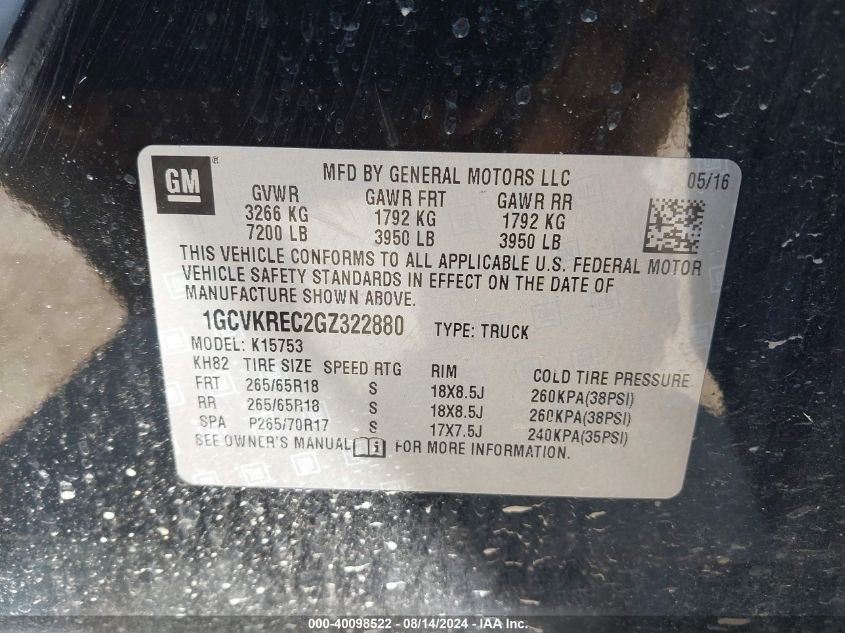 GM®
MFD BY GENERAL MOTORS LLC 05/16
GVWR GAWR FRT GAWR RR
3266 KG 1792 KG 1792 KG
7200 LB 3950 LB 3950 LB
THIS VEHICLE CONFORMS TO ALL APPLICABLE U.S. FEDERAL MOTOR
VEHICLE SAFETY STANDARDS IN EFFECT ON THE DATE OF
MANUFACTURE SHOWN ABOVE.
1GCVKREC2GZ322880 TYPE: TRUCK
MODEL: K15753
KH82 TIRE SIZE SPEED RTG RIM COLD TIRE PRESSURE
FRT 265/65R18 S 18X8.5J 260KPA(38PSI)
RR 265/65R18 S 18X8.5J 260KPA(38PSI)
SPA P265/70R17 S 17X7.5J 240KPA(35PSI)
SEE OWNER'S MANUAL i FOR MORE INFORMATION.
000-40098522 - 08/14/2024 - IAA Inc.